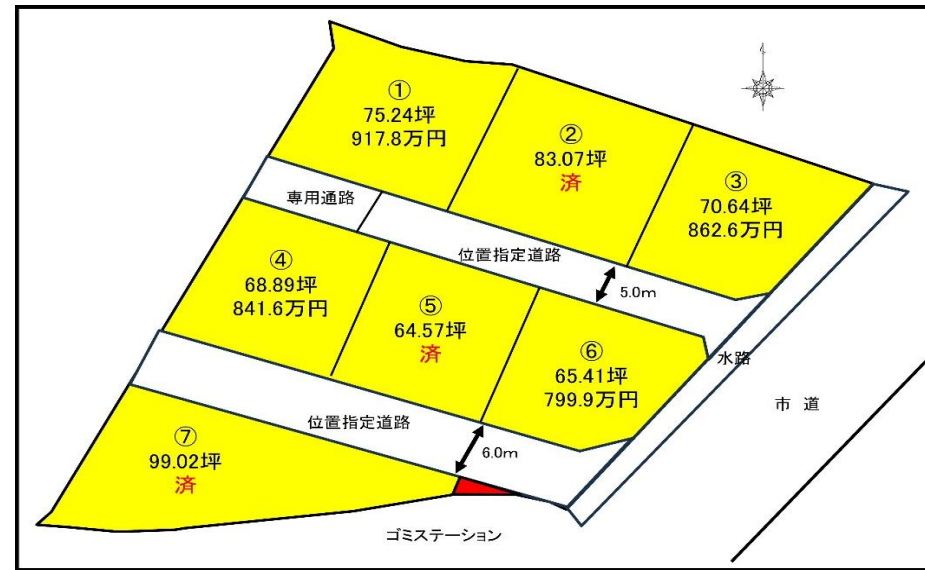 ①
75.24坪
917.8万円
②
83.07坪
済
③
70.64坪
862.6万円
専用通路
位置指定道路
5.0m
④
68.89坪
841.6万円
⑤
64.57坪
済
⑥
65.41坪
799.9万円
水路
市 道
位置指定道路
6.0m
⑦
99.02坪
済
ゴミステーション